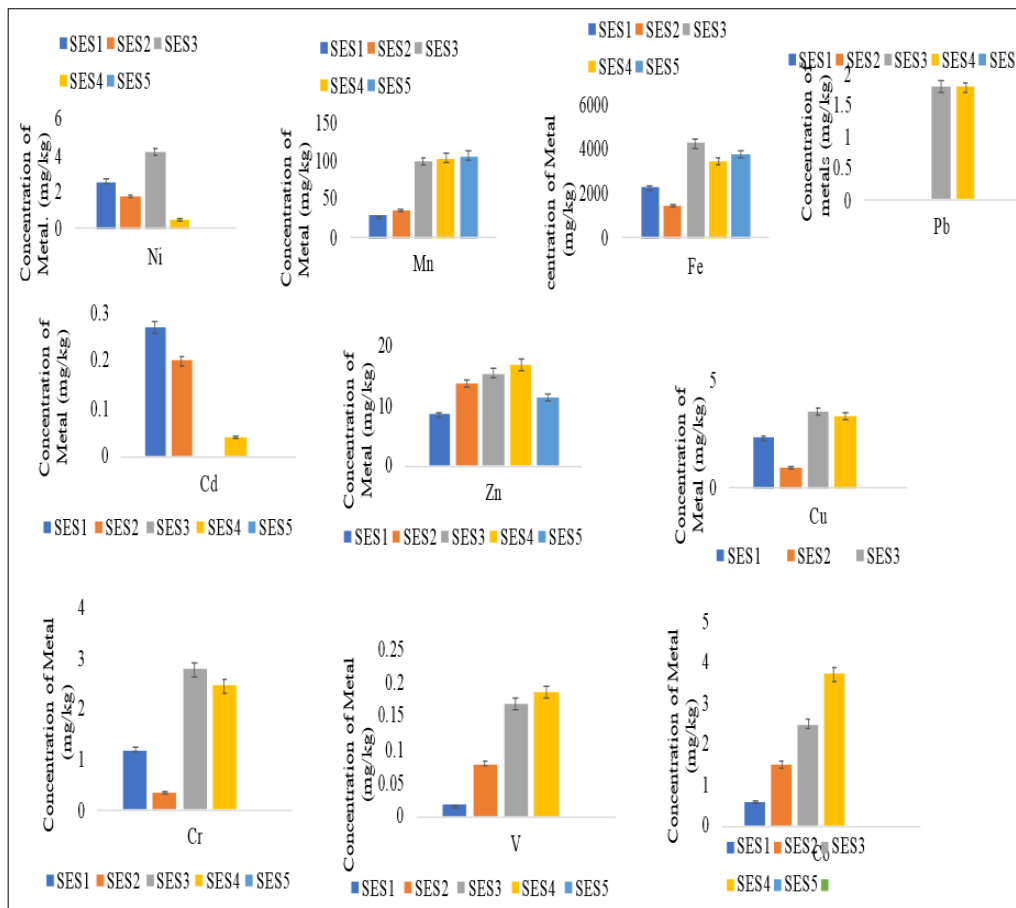 SES1 SES2 SES3
SES4 SES5
Concentration of
Metal. (mg/kg)
6
4
2
0
Ni
SES1 SES2 SES3
SES4 SES5
Concentration of
Metal (mg/kg)
150
100
50
0
Mn
SES1 SES2 SES3
SES4 SES5
centration of Metal
(mg/kg)
6000
4000
2000
0
Fe
SES1 SES2 SES3 SES4 SES
Concentration of
metals (mg/kg)
2
1.5
1
0.5
0
Pb
Concentration of
Metal (mg/kg)
0.3
0.2
0.1
0
Cd
SES1 SES2 SES3 SES4 SES5
Concentration of
Metal (mg/kg)
20
10
0
Zn
SES1 SES2 SES3 SES4 SES5
Concentration of
Metal (mg/kg)
5
0
Cu
SES1 SES2 SES3
Concentration of Metal
(mg/kg)
4
3
2
1
0
Cr
SES1 SES2 SES3 SES4 SES5
Concentration of Metal
(mg/kg)
0.25
0.2
0.15
0.1
0.05
0
V
SES1 SES2 SES3 SES4 SES5
Concentration of Metal
(mg/kg)
5
4
3
2
1
0
Co
SES1 SES2 SES3
SES4 SES5